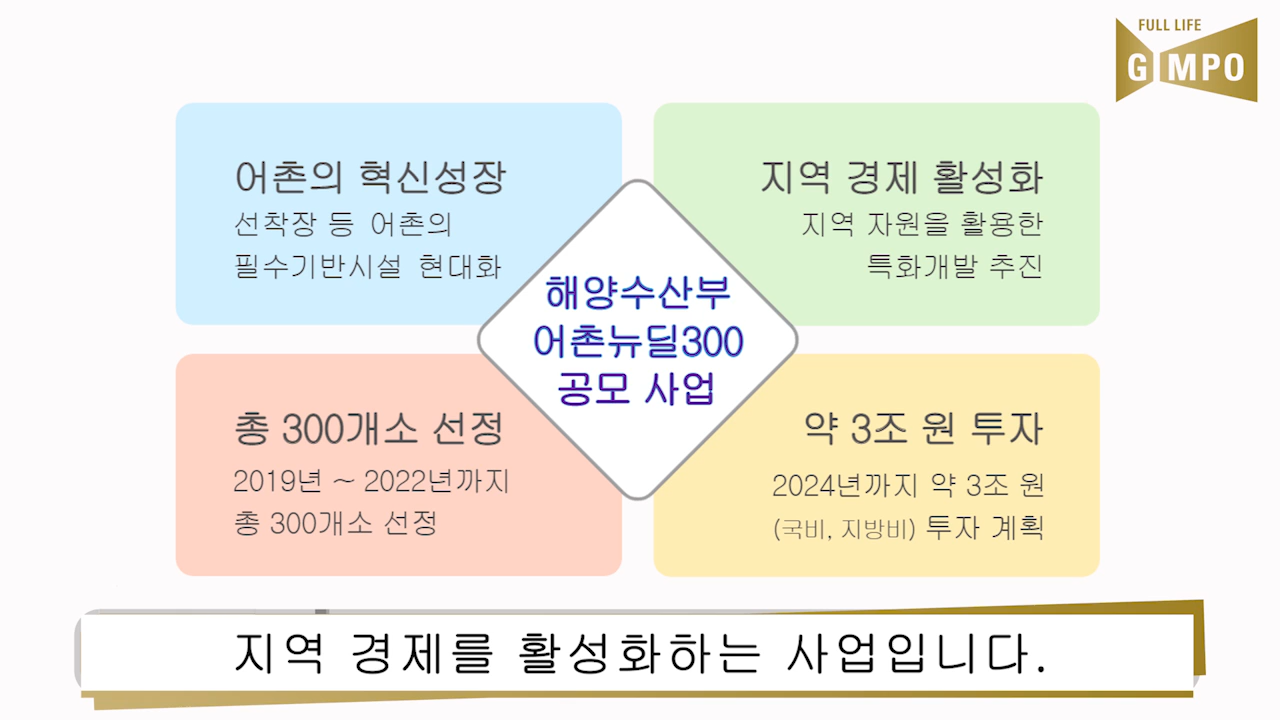 FULL LIFE
GIMPO
어촌의 혁신성장
선착장 등 어촌의
필수기반시설 현대화
지역 경제 활성화
지역 자원을 활용한
특화개발 추진
해양수산부
어촌뉴딜300
공모 사업
총 300개소 선정
2019년 ~ 2022년까지
총 300개소 선정
약 3조 원 투자
2024년까지 약 3조 원
(국비, 지방비) 투자 계획
지역 경제를 활성화하는 사업입니다.